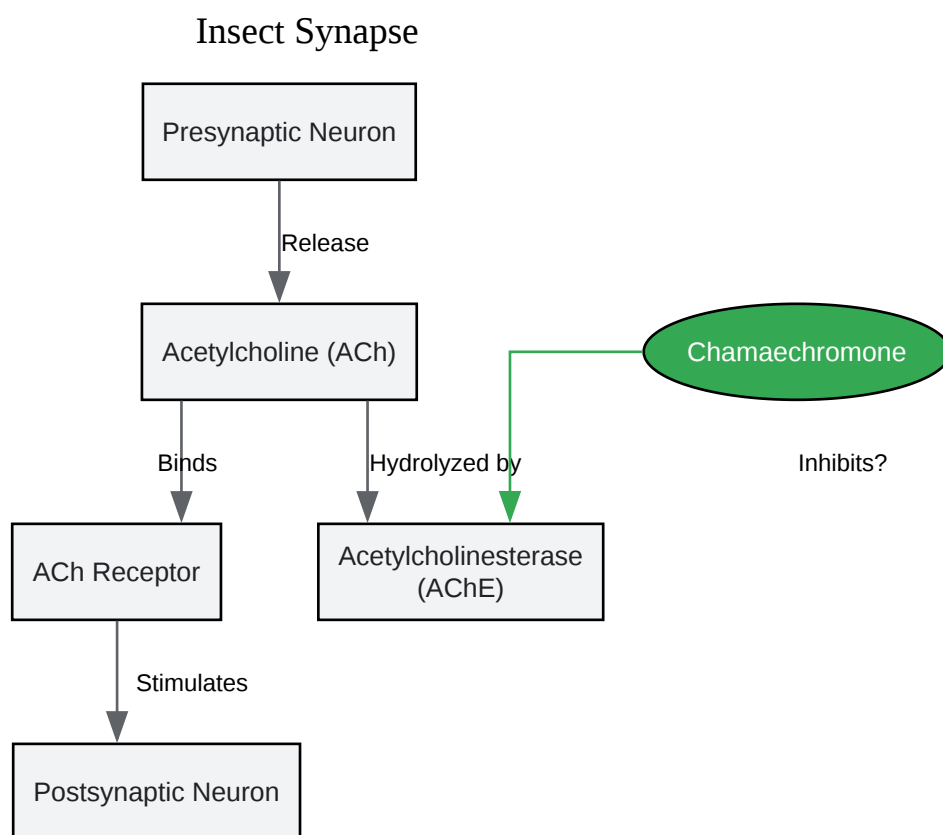 Insect Synapse
Presynaptic Neuron
Release
Acetylcholine (ACh)
Chamaechromone
Binds
Hydrolyzed by
Inhibits?
ACh Receptor
Acetylcholinesterase
(AChE)
Stimulates
Postsynaptic Neuron